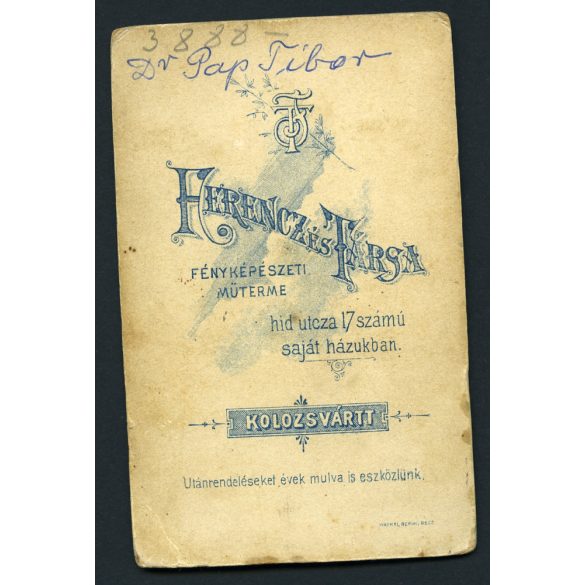 3888-
Dr Pap Tibor
FERENCZ ÉS TÁRSA
FÉNYKÉPÉSZETI
MŰTERME
hid utcza 17 számú
saját házukban.
KOLOZSVÁRTT
Utánrendeléseket évek mulva is eszközlünk.